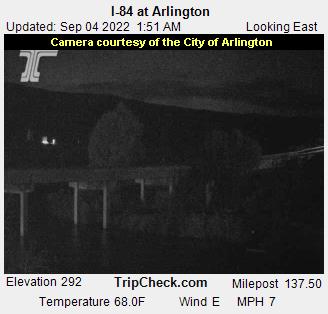 I-84 at Arlington
Updated: Sep 04 2022 1:51 AM Looking East
Camera courtesy of the City of Arlington
Elevation 292 TripCheck.com Milepost 137.50
Temperature 68.0F Wind E MPH 7